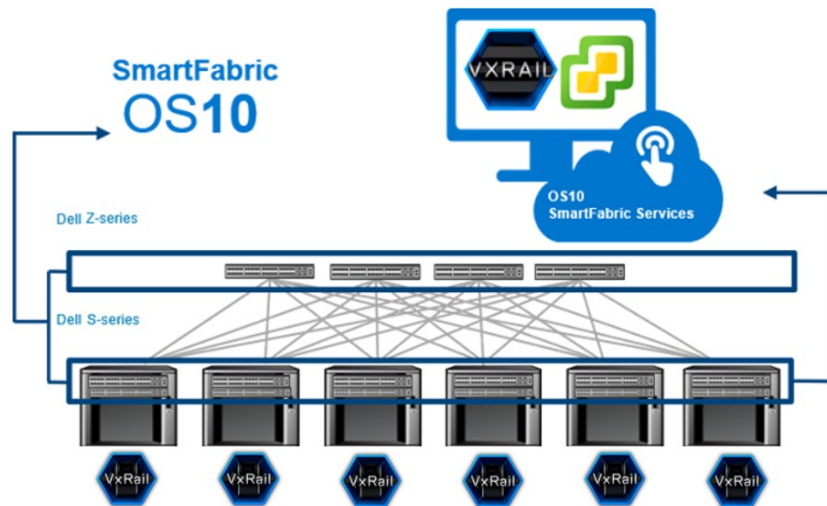 SmartFabric
OS10
VXRAIL
OS10
SmartFabric Services
Dell Z-series
Dell S-series
VxRail
VxRail
VxRail
VxRail
VxRail
VxRail